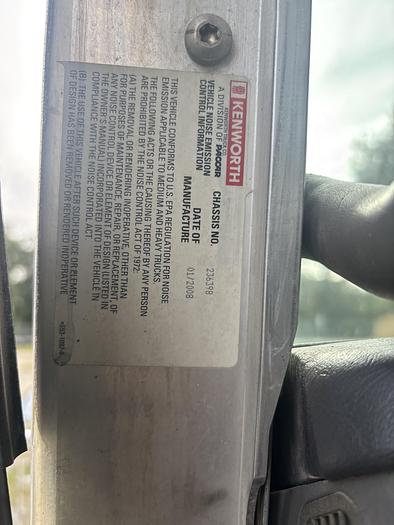 KENWORTH
A DIVISION OF PACCAR
VEHICLE NOISE EMISSION
CONTROL INFORMATION
CHASSIS NO. 236398
DATE OF
MANUFACTURE 01/2008
THIS VEHICLE CONFORMS TO U.S. EPA REGULATION FOR NOISE
EMISSION APPLICABLE TO MEDIUM AND HEAVY TRUCKS.
THE FOLLOWING ACTS OR THE CAUSING THEREOF BY ANY PERSON
ARE PROHIBITED BY THE NOISE CONTROL ACT OF 1972:
(A) THE REMOVAL OR RENDERING INOPERATIVE, OTHER THAN
FOR PURPOSES OF MAINTENANCE, REPAIR, OR REPLACEMENT, OF
ANY NOISE CONTROL DEVICE OR ELEMENT OF DESIGN (LISTED IN
THE OWNER'S MANUAL) INCORPORATED INTO THE VEHICLE IN
COMPLIANCE WITH THE NOISE CONTROL ACT.
(B) THE USE OF THIS VEHICLE AFTER SUCH DEVICE OR ELEMENT
OF DESIGN HAS BEEN REMOVED OR RENDERED INOPERATIVE